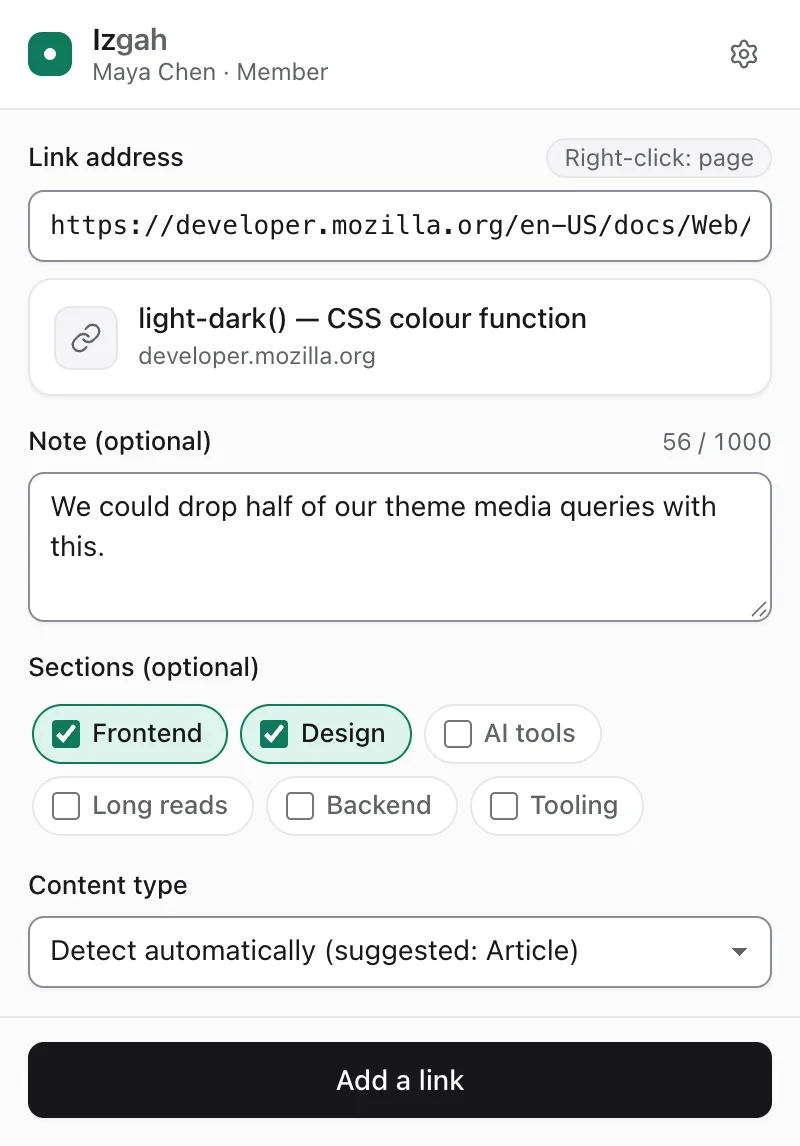 Izgah
Maya Chen · Member
Link address
Right-click: page
https://developer.mozilla.org/en-US/docs/Web/
light-dark() — CSS colour function
developer.mozilla.org
Note (optional)
56 / 1000
We could drop half of our theme media queries with
this.
Sections (optional)
Frontend
Design
AI tools
Long reads
Backend
Tooling
Content type
Detect automatically (suggested: Article)
Add a link